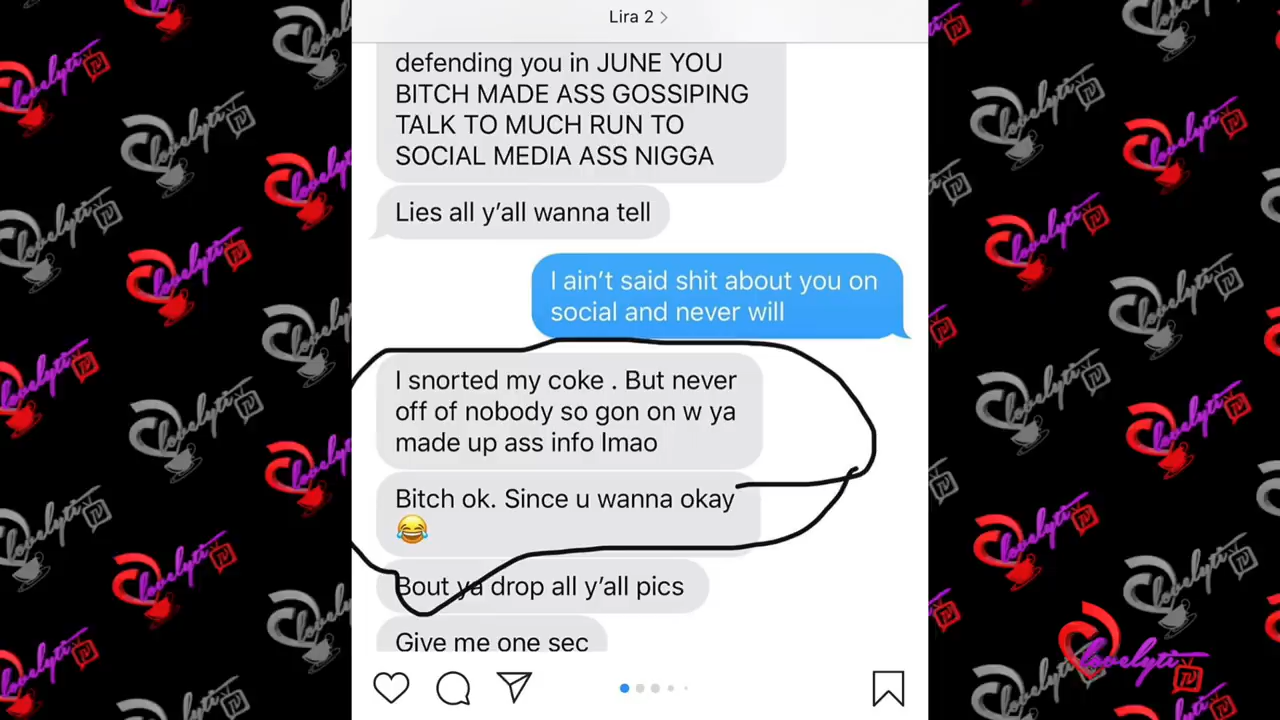 Lira 2 >
defending you in JUNE YOU
BITCH MADE ASS GOSSIPING
TALK TO MUCH RUN TO
SOCIAL MEDIA ASS NIGGA
Lies all y’all wanna tell
I ain’t said shit about you on
social and never will
I snorted my coke . But never
off of nobody so gon on w ya
made up ass info lmao
Bitch ok. Since u wanna okay
😂
Bout ya drop all y’all pics
Give me one sec
lovelyti TV